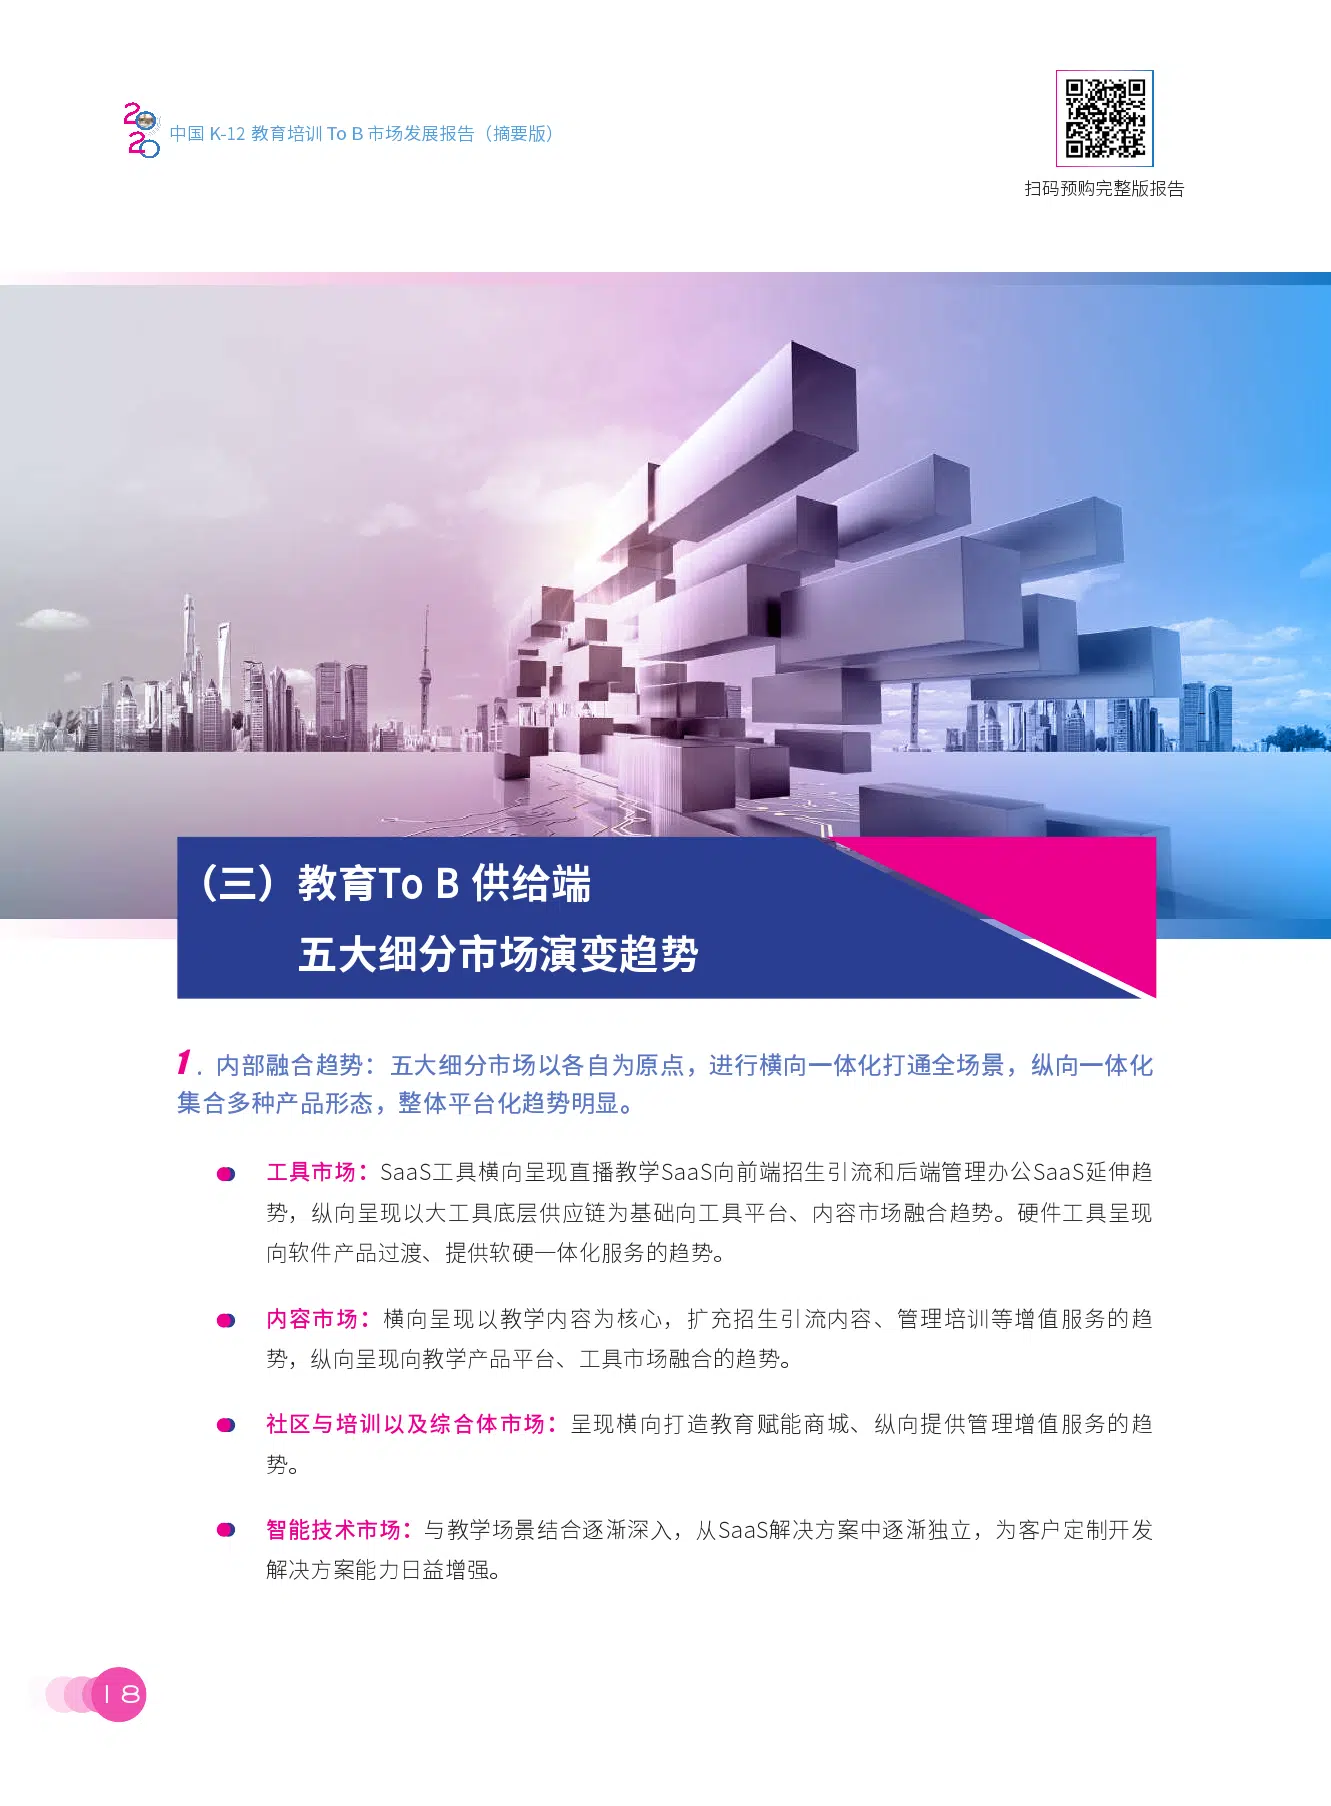 2020
中国 K-12 教育培训 To B 市场发展报告（摘要版）
扫码预购完整版报告
（三）教育To B 供给端
五大细分市场演变趋势
1. 内部融合趋势：五大细分市场以各自为原点，进行横向一体化打通全场景，纵向一体化
集合多种产品形态，整体平台化趋势明显。
工具市场：SaaS工具横向呈现直播教学SaaS向前端招生引流和后端管理办公SaaS延伸趋
势，纵向呈现以大工具底层供应链为基础向工具平台、内容市场融合趋势。硬件工具呈现
向软件产品过渡、提供软硬一体化服务的趋势。
内容市场：横向呈现以教学内容为核心，扩充招生引流内容、管理培训等增值服务的趋
势，纵向呈现向教学产品平台、工具市场融合的趋势。
社区与培训以及综合体市场：呈现横向打造教育赋能商城、纵向提供管理增值服务的趋
势。
智能技术市场：与教学场景结合逐渐深入，从SaaS解决方案中逐渐独立，为客户定制开发
解决方案能力日益增强。
18